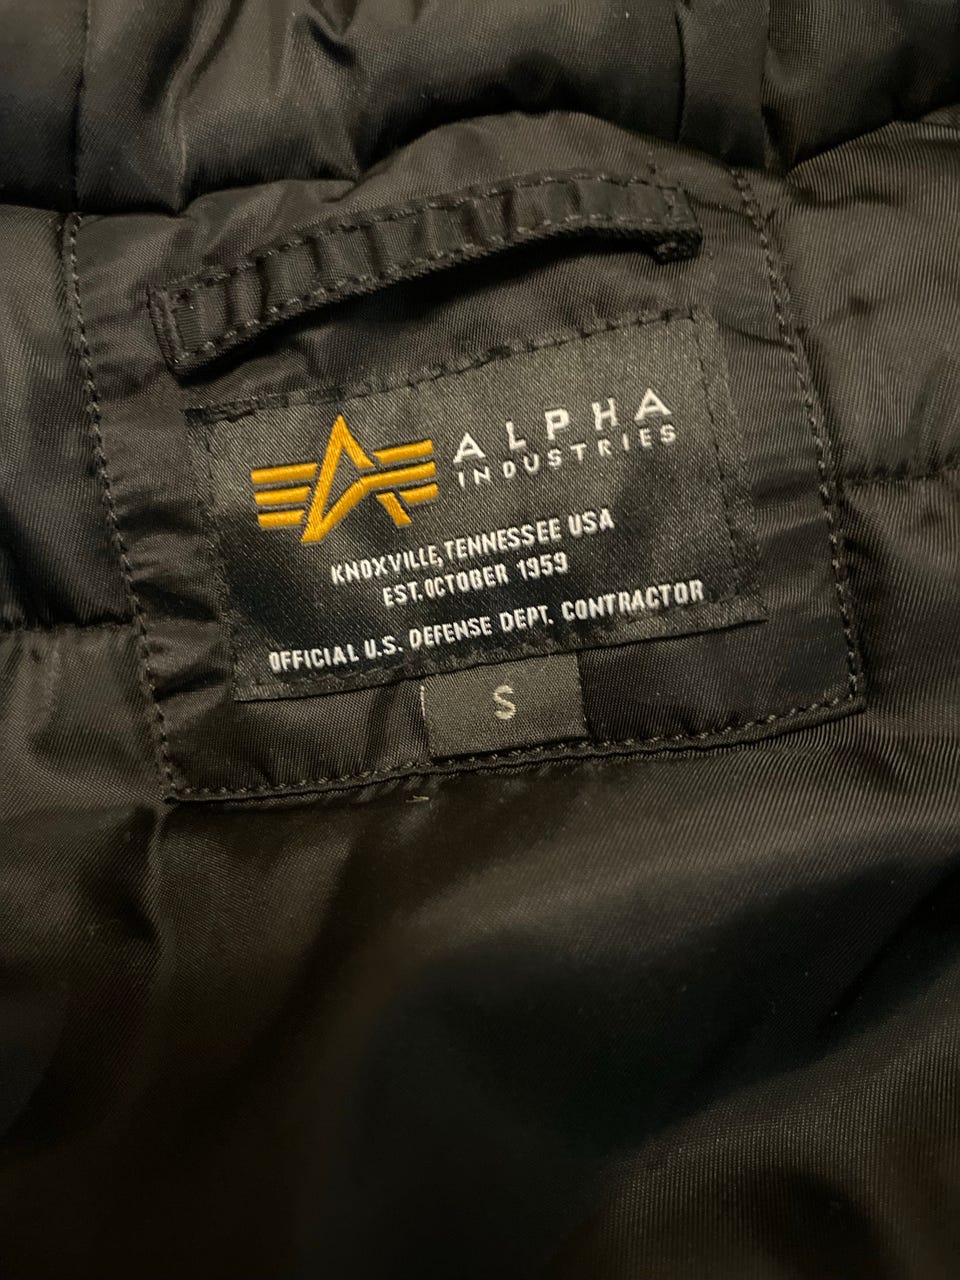 ALPHA
INDUSTRIES
KNOXVILLE, TENNESSEE USA
EST. OCTOBER 1959
OFFICIAL U.S. DEFENSE DEPT. CONTRACTOR
S